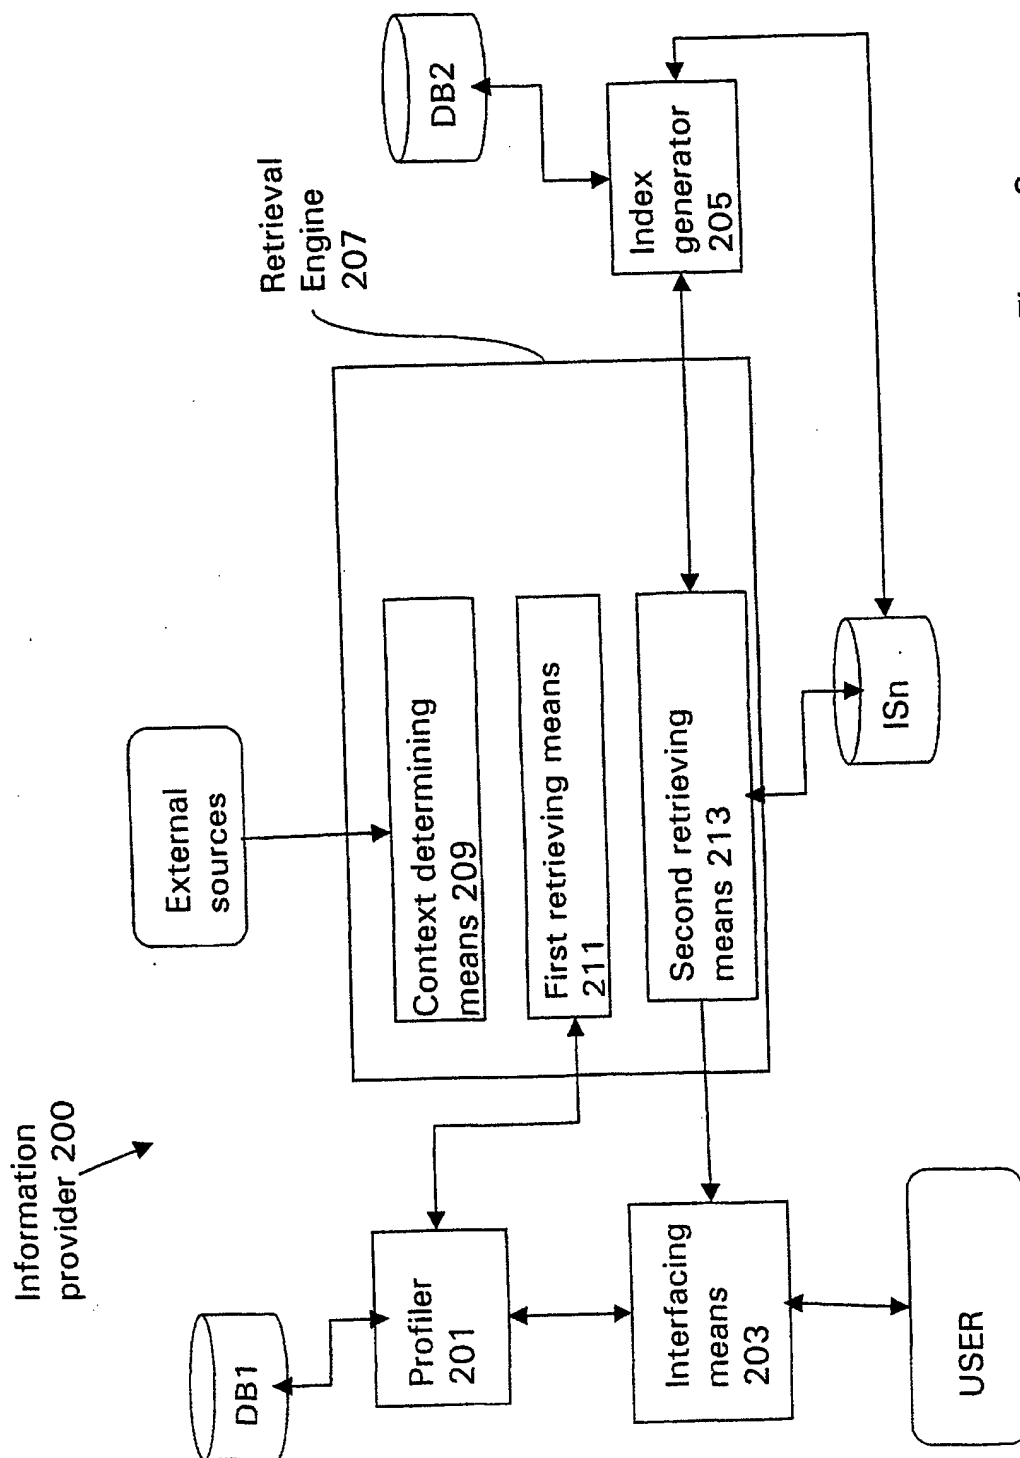 Information
provider 200
DB1
Profiler
201
Interfacing
means
203
USER
External
sources
Context determining
means 209
First retrieving means
211
Second retrieving
means 213
Retrieval
Engine
207
ISn
DB2
Index
generator
205